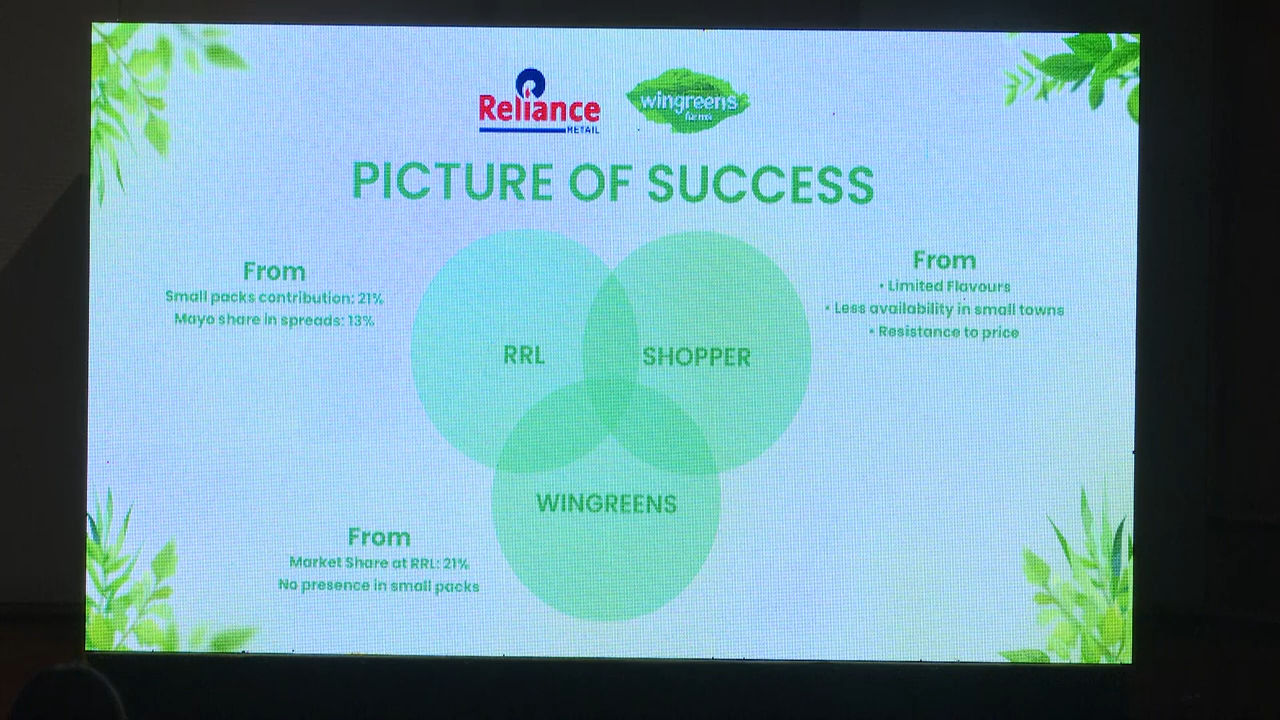 Reliance
RETAIL
wingreens
farms
PICTURE OF SUCCESS
From
Small packs contribution: 21%
Mayo share in spreads: 13%
From
• Limited Flavours
• Less availability in small towns
• Resistance to price
RRL
SHOPPER
WINGREENS
From
Market Share at RRL: 21%
No presence in small packs